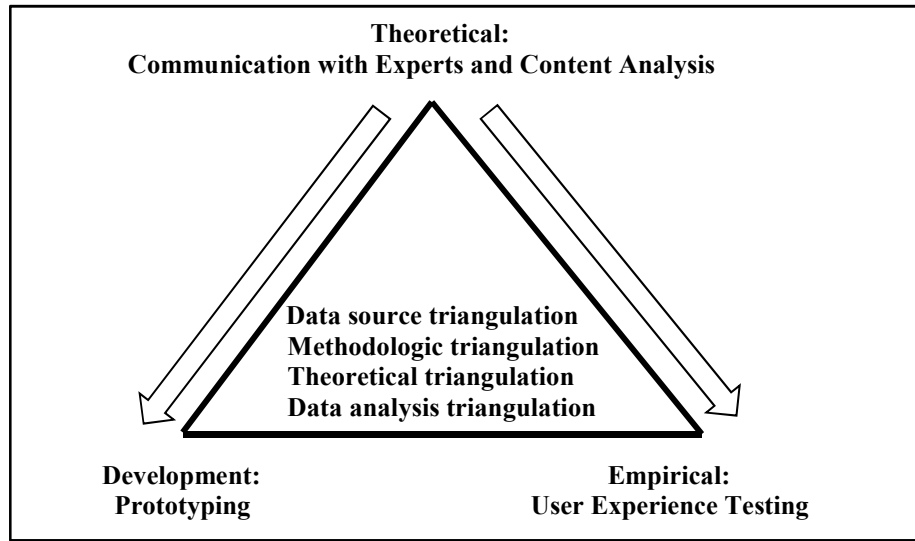 Theoretical:
Communication with Experts and Content Analysis
Data source triangulation
Methodologic triangulation
Theoretical triangulation
Data analysis triangulation
Development:
Prototyping
Empirical:
User Experience Testing